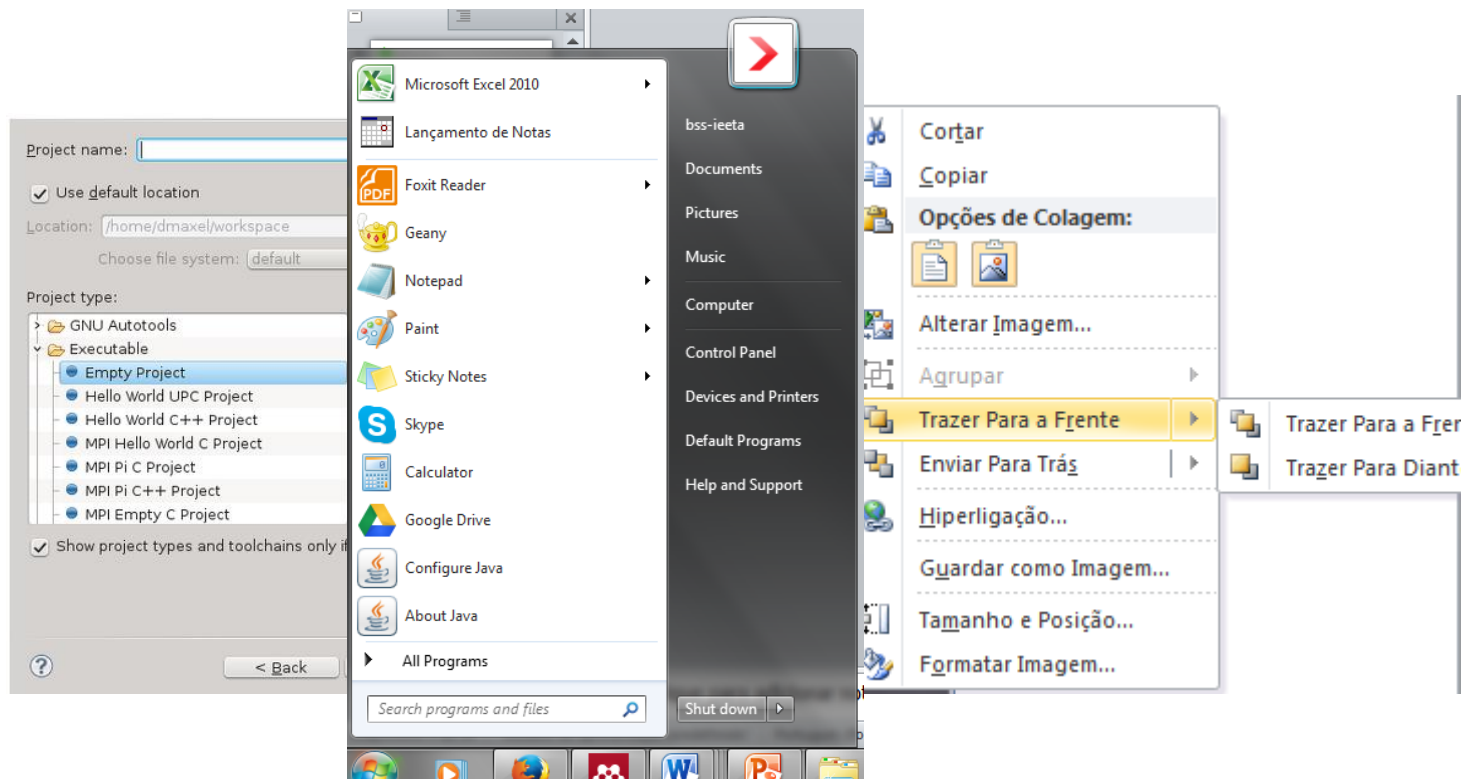 Project name:
Use default location
Location: /home/dmaxel/workspace
Choose file system: default
Project type:
GNU Autotools
Executable
Empty Project
Hello World UPC Project
Hello World C++ Project
MPI Hello World C Project
MPI Pi C Project
MPI Pi C++ Project
MPI Empty C Project
Show project types and toolchains only
< Back
Microsoft Excel 2010
Lançamento de Notas
Foxit Reader
PDF
Geany
Notepad
Paint
Sticky Notes
Skype
Calculator
Google Drive
Configure Java
About Java
All Programs
Search programs and files
bss-ieeta
Documents
Pictures
Music
Computer
Control Panel
Devices and Printers
Default Programs
Help and Support
Shut down
Cortar
Copiar
Opções de Colagem:
Alterar Imagem...
Agrupar
Trazer Para a Frente
Enviar Para Trás
Hiperligação...
Guardar como Imagem...
Tamanho e Posição...
Formatar Imagem...
Trazer Para a
Trazer Para